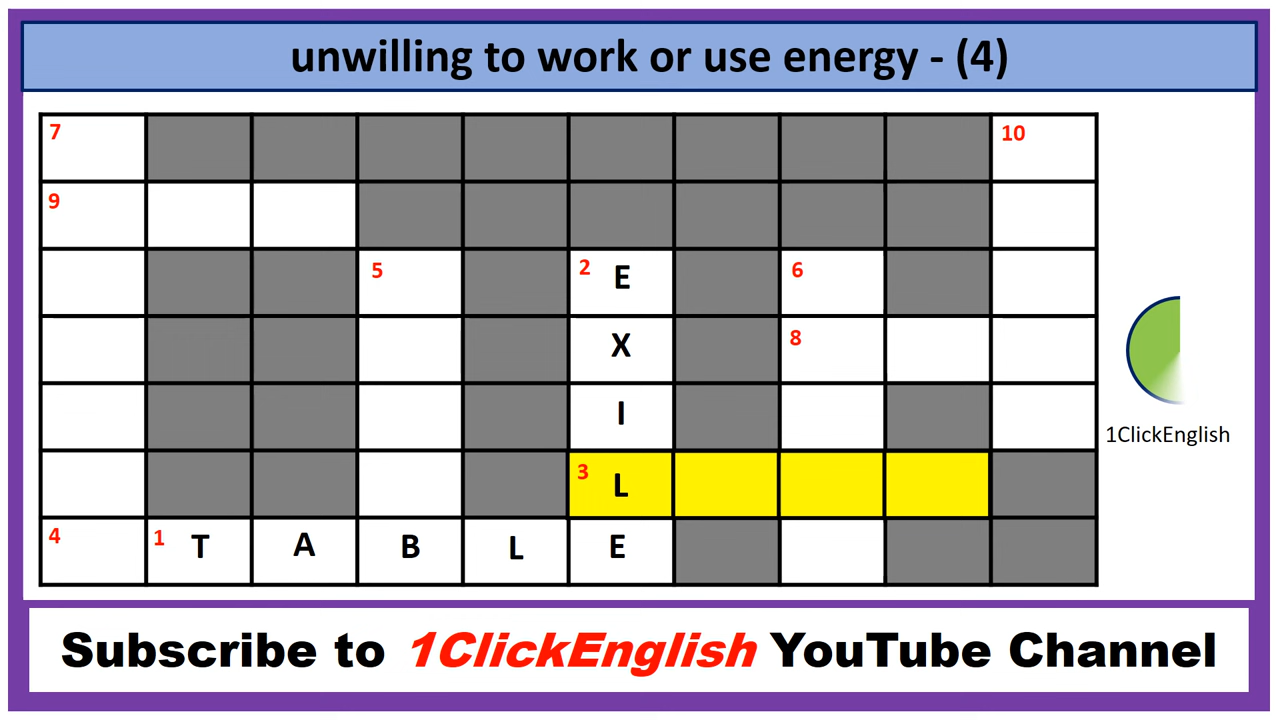 unwilling to work or use energy - (4)
7 10
9
5 2 E 6
X 8
I
1ClickEnglish
3 L
4 1 T A B L E
Subscribe to 1ClickEnglish YouTube Channel